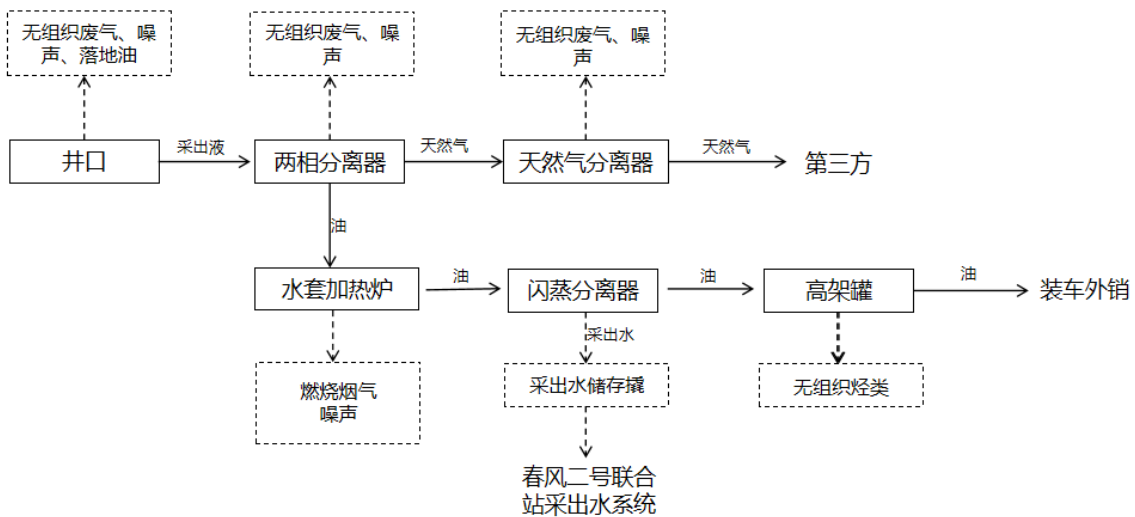 无组织废气、噪
声、落地油
无组织废气、噪
声
无组织废气、噪
声
井口
采出液
两相分离器
天然气
天然气分离器
天然气
第三方
油
水套加热炉
油
闪蒸分离器
油
高架罐
油
装车外销
燃烧烟气
噪声
采出水
采出水储存撬
无组织烃类
春风二号联合
站采出水系统